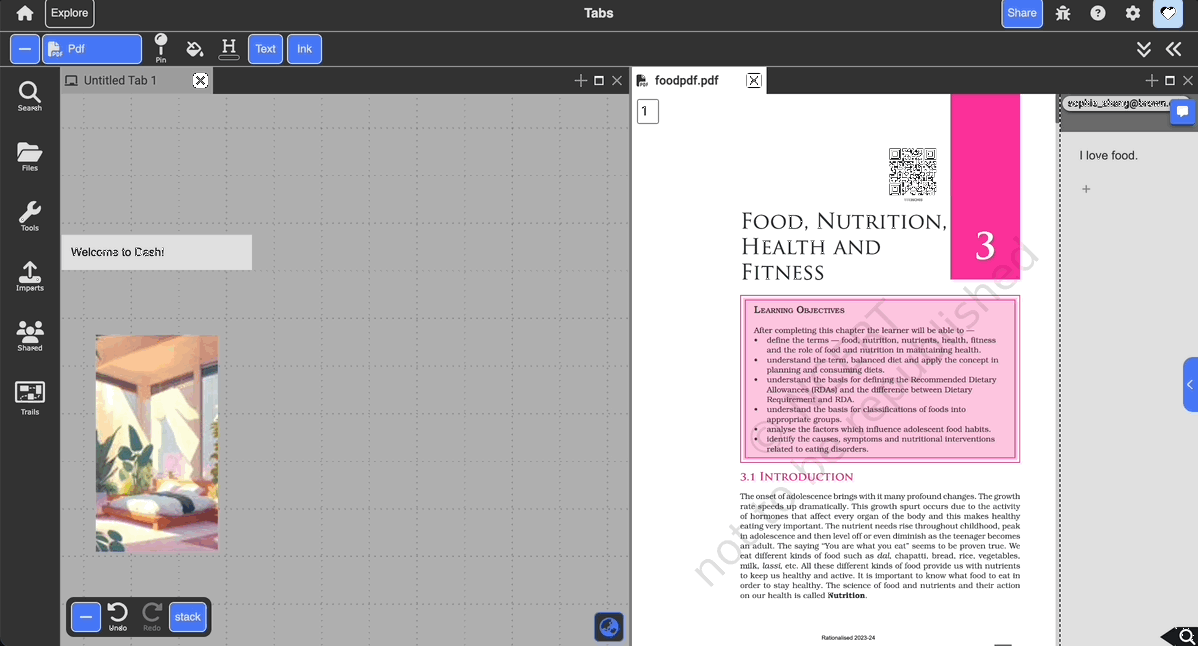 Explore
Tabs
Share
Pdf
Pin
Text
Ink
Search
Files
Tools
Imports
Shared
Trails
Untitled Tab 1
Welcome to Dash!
Undo
Redo
stack
foodpdf.pdf
1
Food, Nutrition,
Health and
Fitness
3
Learning Objectives
After completing this chapter the learner will be able to —
• define the terms — food, nutrition, nutrients, health, fitness
and the role of food and nutrition in maintaining health.
• understand the term, balanced diet and apply the concept in
planning and consuming diets.
• understand the basis for defining the Recommended Dietary
Allowances (RDAs) and the difference between Dietary
Requirement and RDA.
• understand the basis for classifications of foods into
appropriate groups.
• analyse the factors which influence adolescent food habits.
• identify the causes, symptoms and nutritional interventions
related to eating disorders.
3.1 Introduction
The onset of adolescence brings with it many profound changes. The growth
rate speeds up dramatically. This growth spurt occurs due to the activity
of hormones that affect every organ of the body and this makes healthy
eating very important. The nutrient needs rise throughout childhood, peak
in adolescence and then level off or even diminish as the teenager becomes
an adult. The saying "You are what you eat" seems to be proven true. We
eat different kinds of food such as dal, chapatti, bread, rice, vegetables,
milk, lassi, etc. All these different kinds of food provide us with nutrients
to keep us healthy and active. It is important to know what food to eat in
order to stay healthy. The science of food and nutrients and their action
on our health is called Nutrition.
not to be republished
Rationalised 2023-24
I love food.